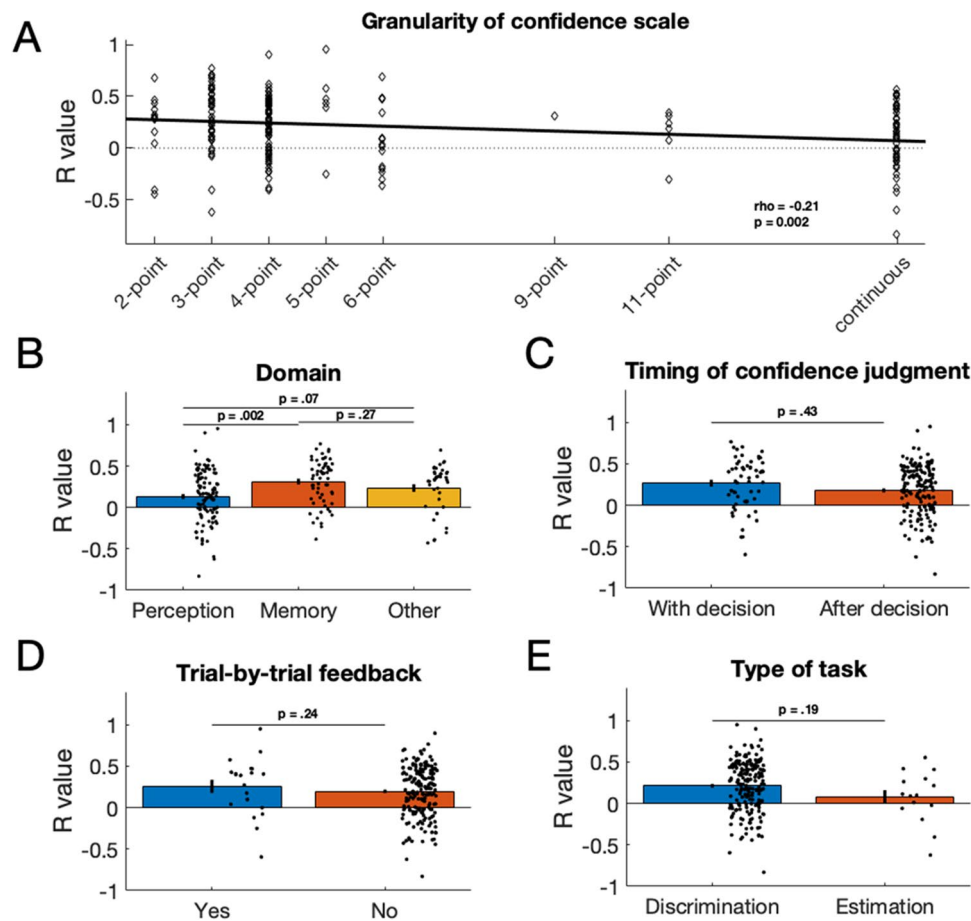 A
Granularity of confidence scale
1
0.5
0
-0.5
R value
rho = -0.21
p = 0.002
2-point
3-point
4-point
5-point
6-point
9-point
11-point
continuous
B
Domain
p = .07
p = .002
p = .27
1
0.5
0
-0.5
-1
R value
Perception
Memory
Other
C
Timing of confidence judgment
p = .43
1
0.5
0
-0.5
-1
R value
With decision
After decision
D
Trial-by-trial feedback
p = .24
1
0.5
0
-0.5
-1
R value
Yes
No
E
Type of task
p = .19
1
0.5
0
-0.5
-1
R value
Discrimination
Estimation